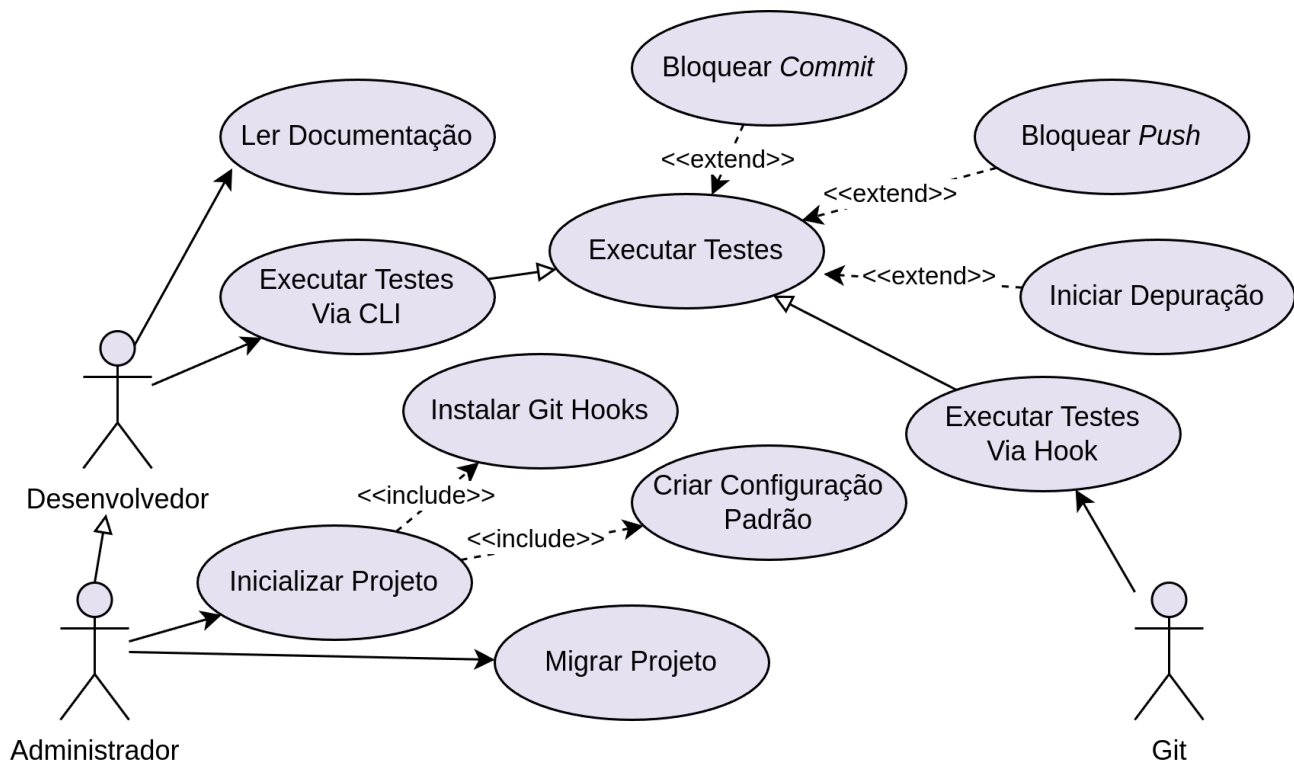 Bloquear Commit
Ler Documentação
Bloquear Push
<<extend>>
<<extend>>
Executar Testes
Executar Testes
Via CLI
<<extend>>
Iniciar Depuração
Instalar Git Hooks
Executar Testes
Via Hook
Desenvolvedor
<<include>>
Criar Configuração
Padrão
<<include>>
Inicializar Projeto
Migrar Projeto
Administrador
Git